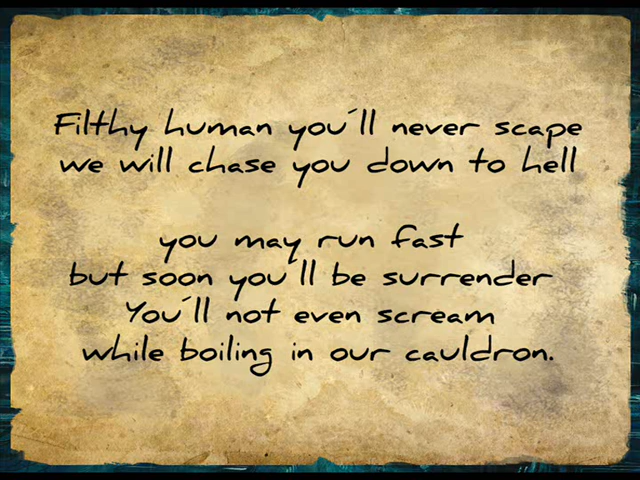 Filthy human you´ll never scape
we will chase you down to hell
you may run fast
but soon you´ll be surrender
You´ll not even scream
while boiling in our cauldron.